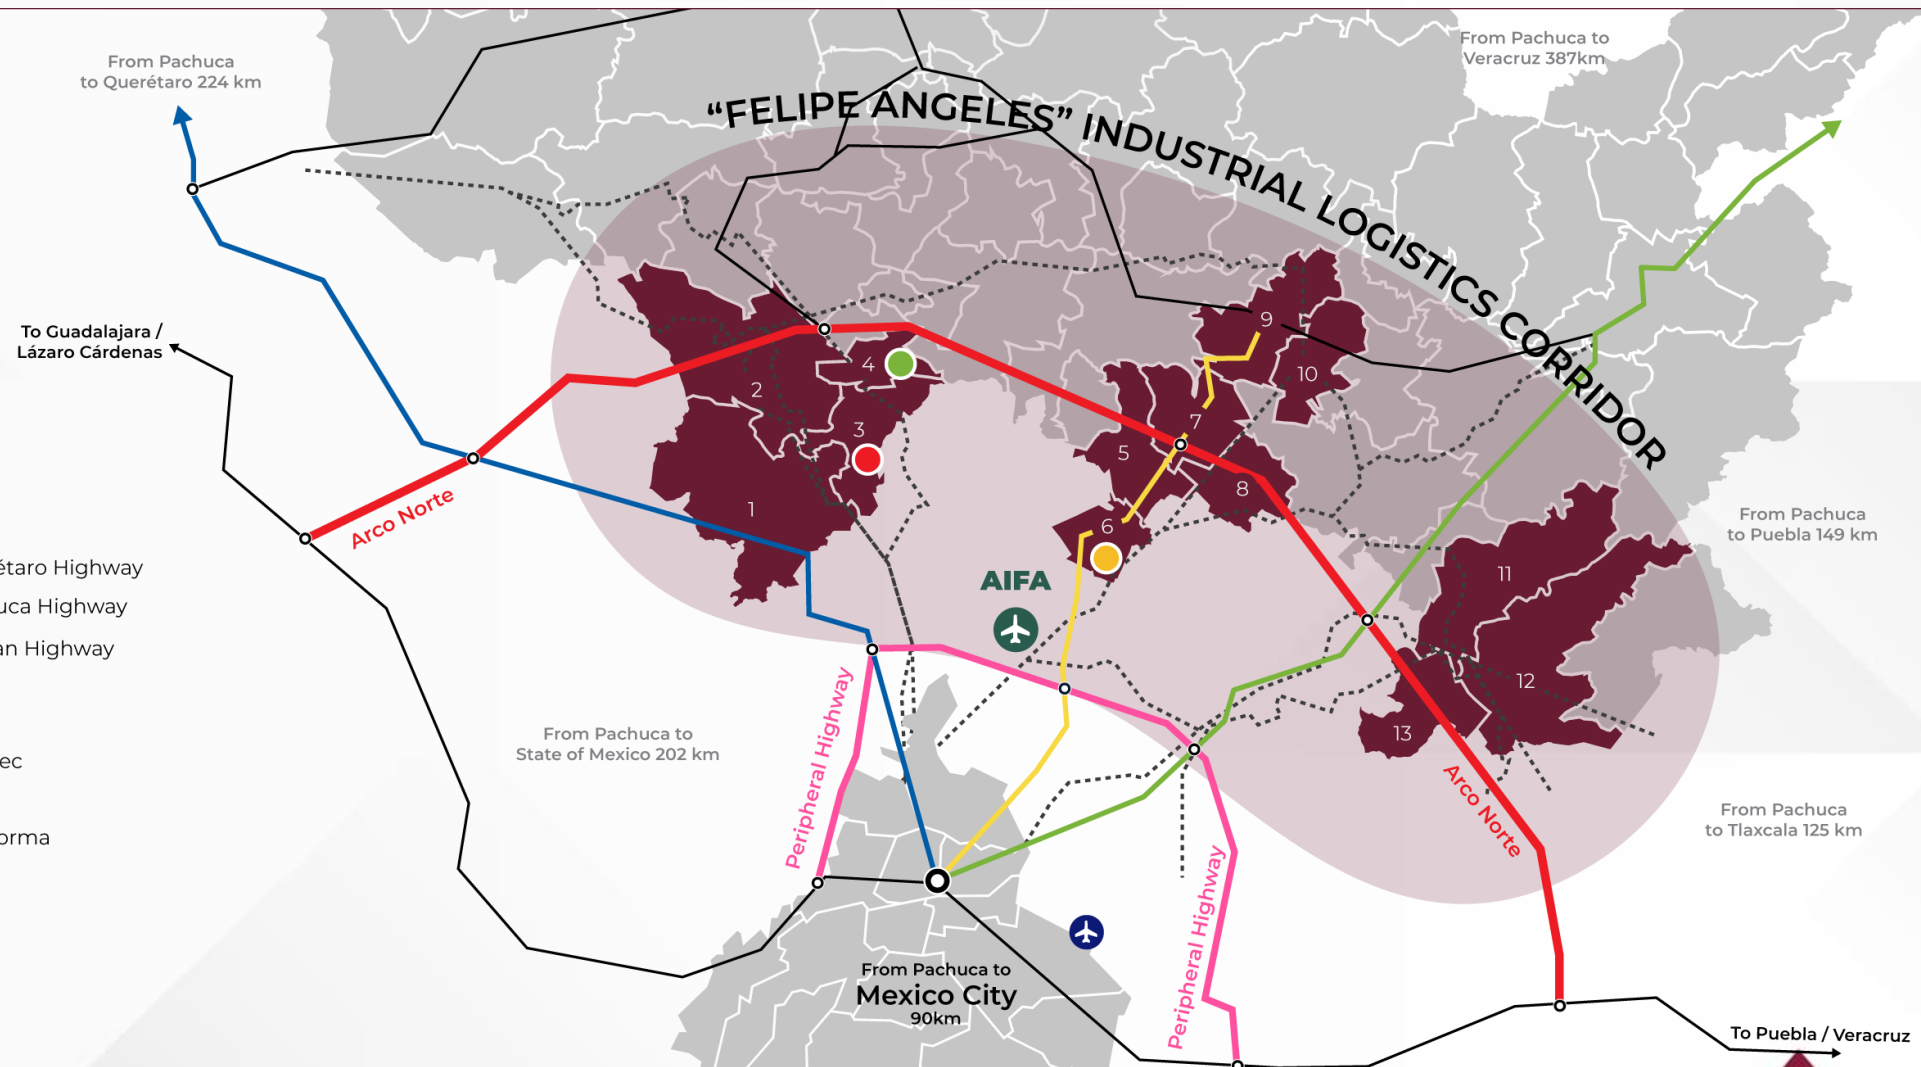 From Pachuca
to Querétaro 224 km
From Pachuca to
Veracruz 387km
“FELIPE ANGELES” INDUSTRIAL LOGISTICS CORRIDOR
To Guadalajara /
Lázaro Cárdenas
9
4
10
2
7
3
5
8
1
Arco Norte
6
From Pachuca
to Puebla 149 km
étaro Highway
11
AIFA
uca Highway
an Highway
12
From Pachuca to
State of Mexico 202 km
Peripheral Highway
13
ec
Arco Norte
From Pachuca
to Tlaxcala 125 km
orma
Peripheral Highway
From Pachuca to
Mexico City
90km
To Puebla / Veracruz